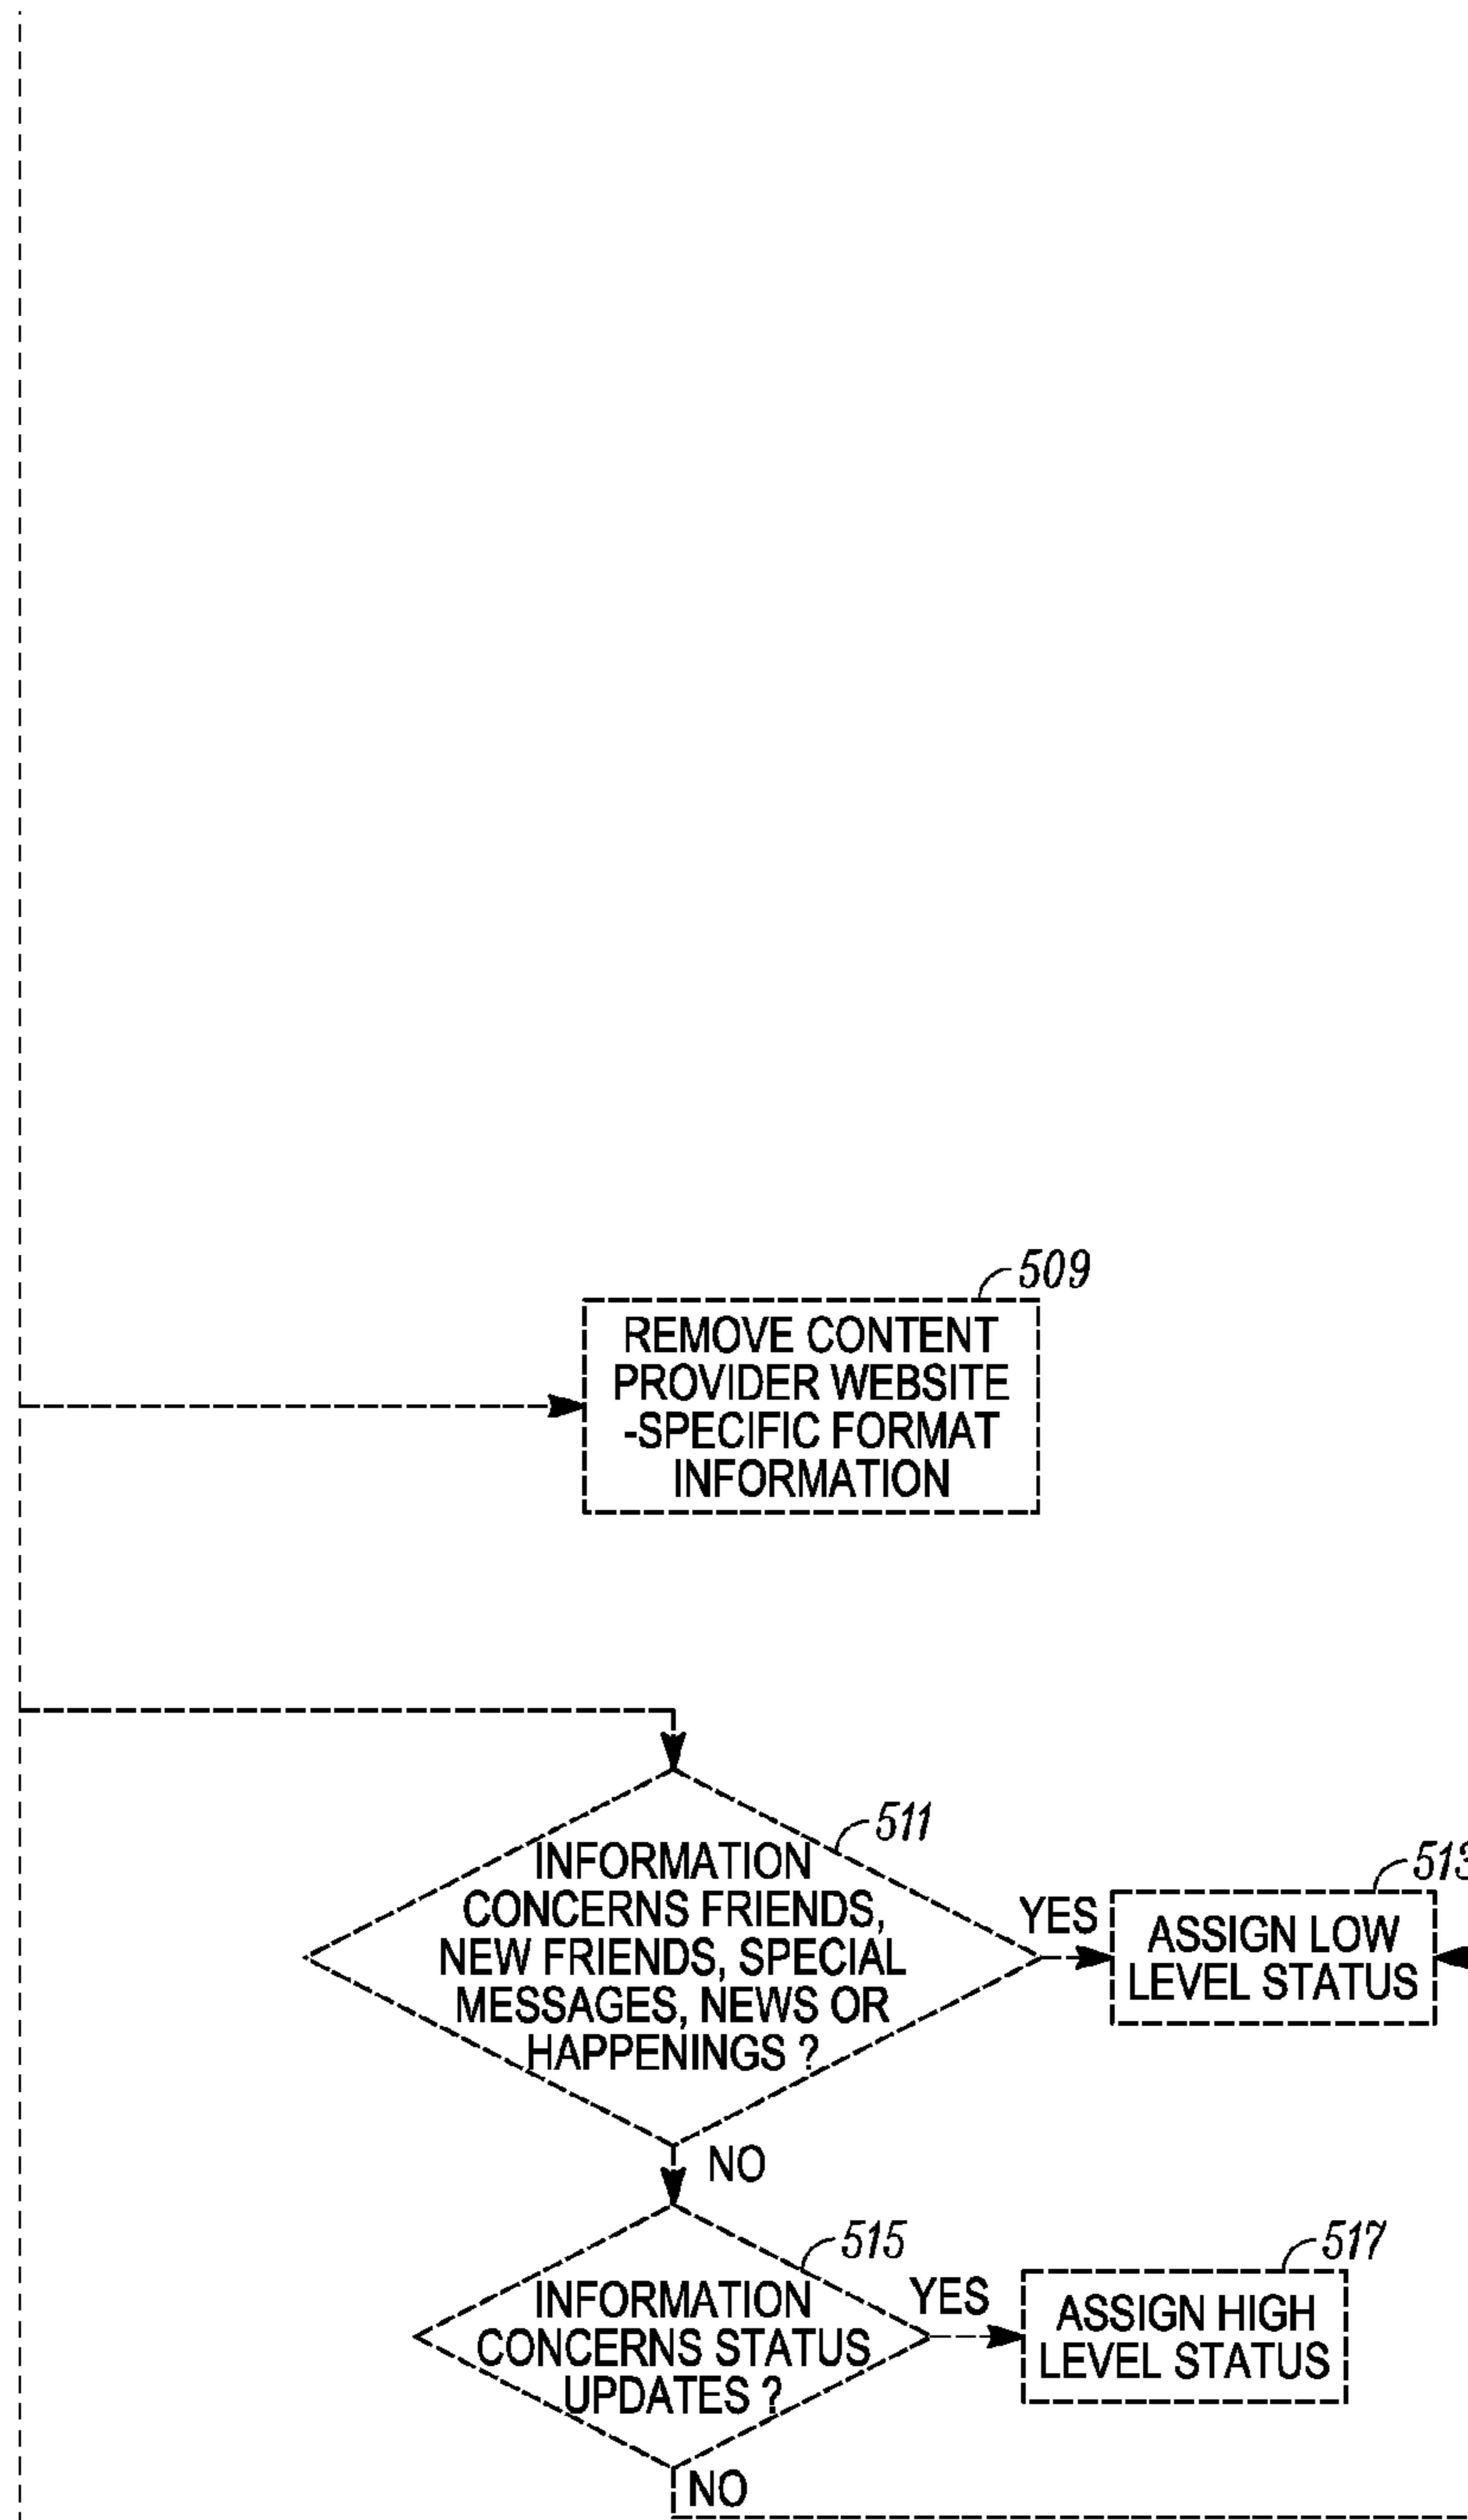 509
REMOVE CONTENT
PROVIDER WEBSITE
-SPECIFIC FORMAT
INFORMATION
511
INFORMATION
CONCERNS FRIENDS,
NEW FRIENDS, SPECIAL
MESSAGES, NEWS OR
HAPPENINGS ?
YES
513
ASSIGN LOW
LEVEL STATUS
NO
515
INFORMATION
CONCERNS STATUS
UPDATES ?
YES
517
ASSIGN HIGH
LEVEL STATUS
NO